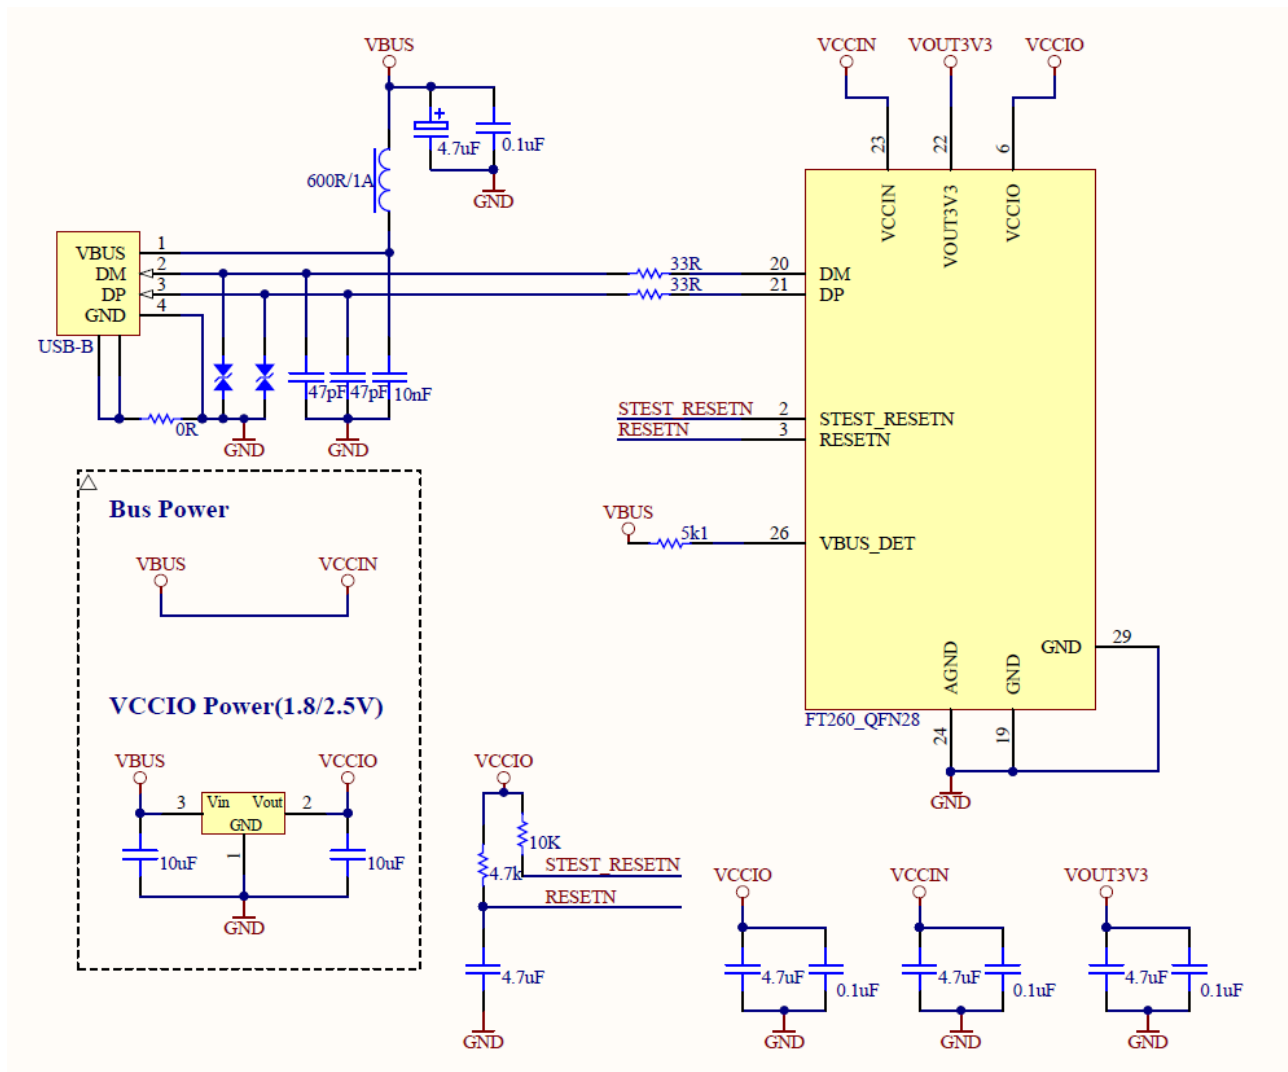 VBUS
VCCIN
VOUT3V3
VCCIO
4.7uF
0.1uF
600R/1A
GND
23
22
6
VCCIN
VOUT3V3
VCCIO
VBUS
1
DM
2
DP
3
GND
4
USB-B
33R
20
DM
33R
21
DP
47pF
47pF
10nF
0R
GND
GND
STEST_RESETN
2
STEST_RESETN
RESETN
3
RESETN
VBUS
5k1
26
VBUS_DET
AGND
GND
GND
29
FT260_QFN28
24
19
GND
Bus Power
VBUS
VCCIN
VCCIO Power(1.8/2.5V)
VBUS
VCCIO
3
Vin
Vout
2
GND
1
10uF
10uF
GND
VCCIO
10K
4.7k
STEST_RESETN
RESETN
4.7uF
GND
VCCIO
4.7uF
0.1uF
GND
VCCIN
4.7uF
0.1uF
GND
VOUT3V3
4.7uF
0.1uF
GND